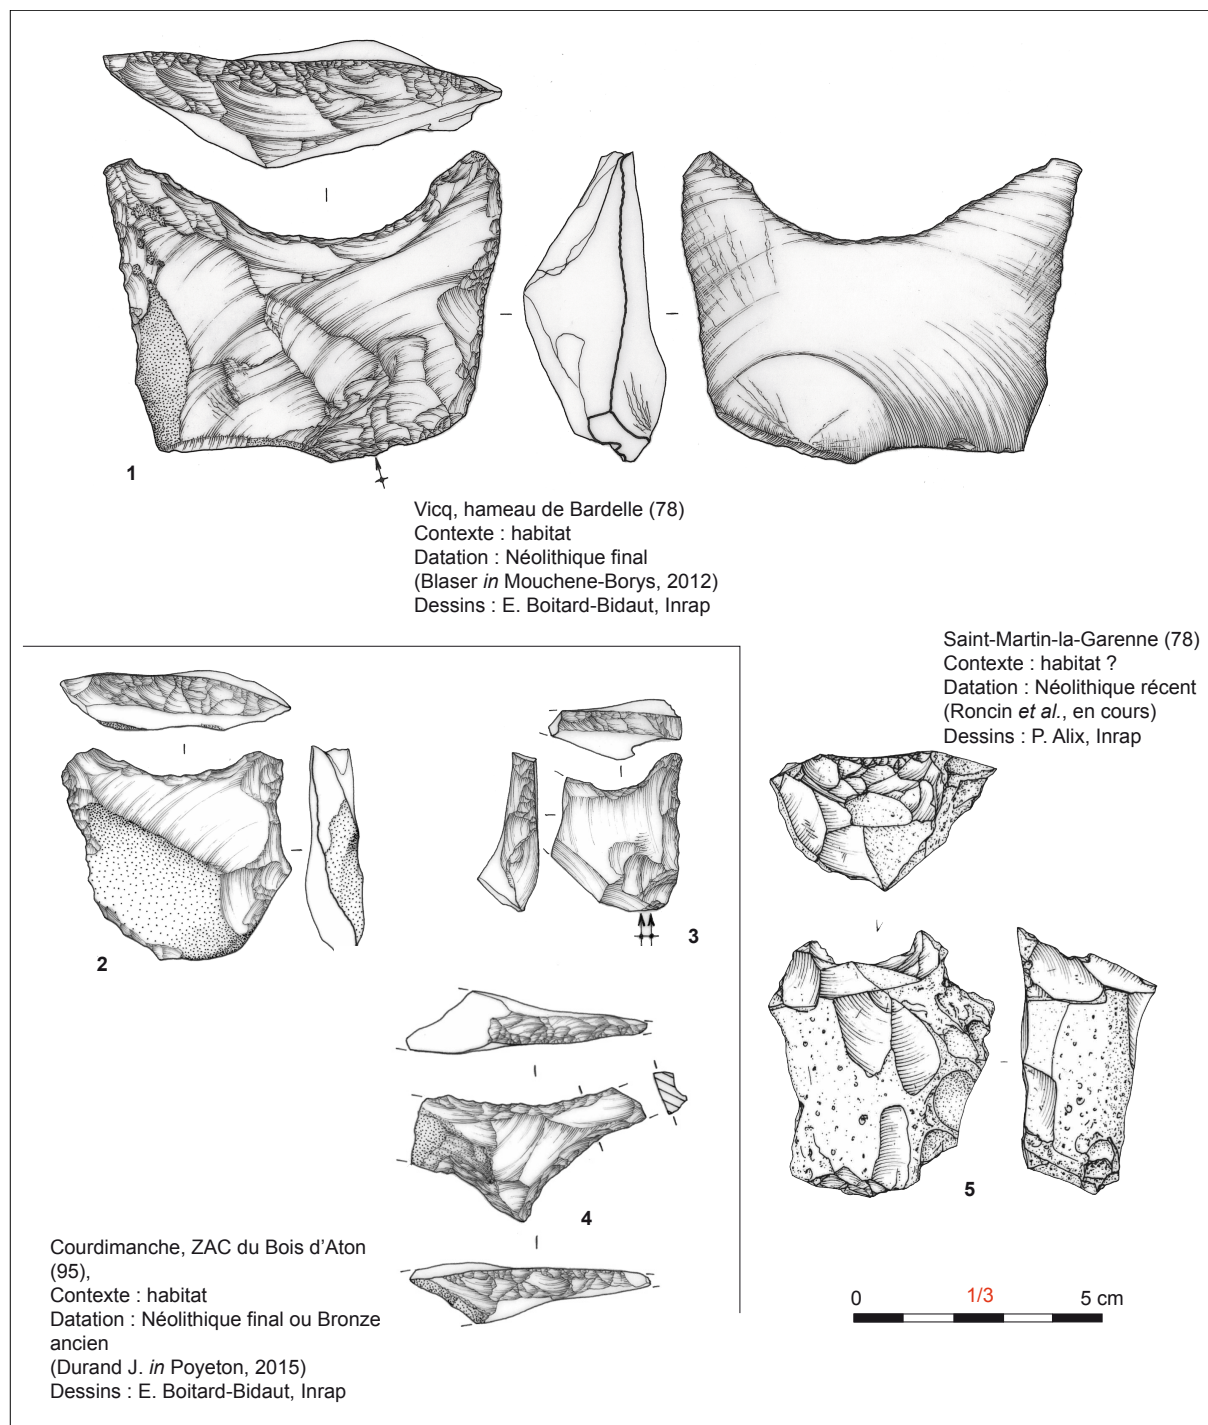 1
Vicq, hameau de Bardelle (78)
Contexte : habitat
Datation : Néolithique final
(Blaser in Mouchene-Borys, 2012)
Dessins : E. Boitard-Bidaut, Inrap
Saint-Martin-la-Garenne (78)
Contexte : habitat ?
Datation : Néolithique récent
(Roncin et al., en cours)
Dessins : P. Alix, Inrap
2
3
4
5
Courdimanche, ZAC du Bois d’Aton
(95),
Contexte : habitat
Datation : Néolithique final ou Bronze
ancien
(Durand J. in Poyeton, 2015)
Dessins : E. Boitard-Bidaut, Inrap
0 1/3 5 cm